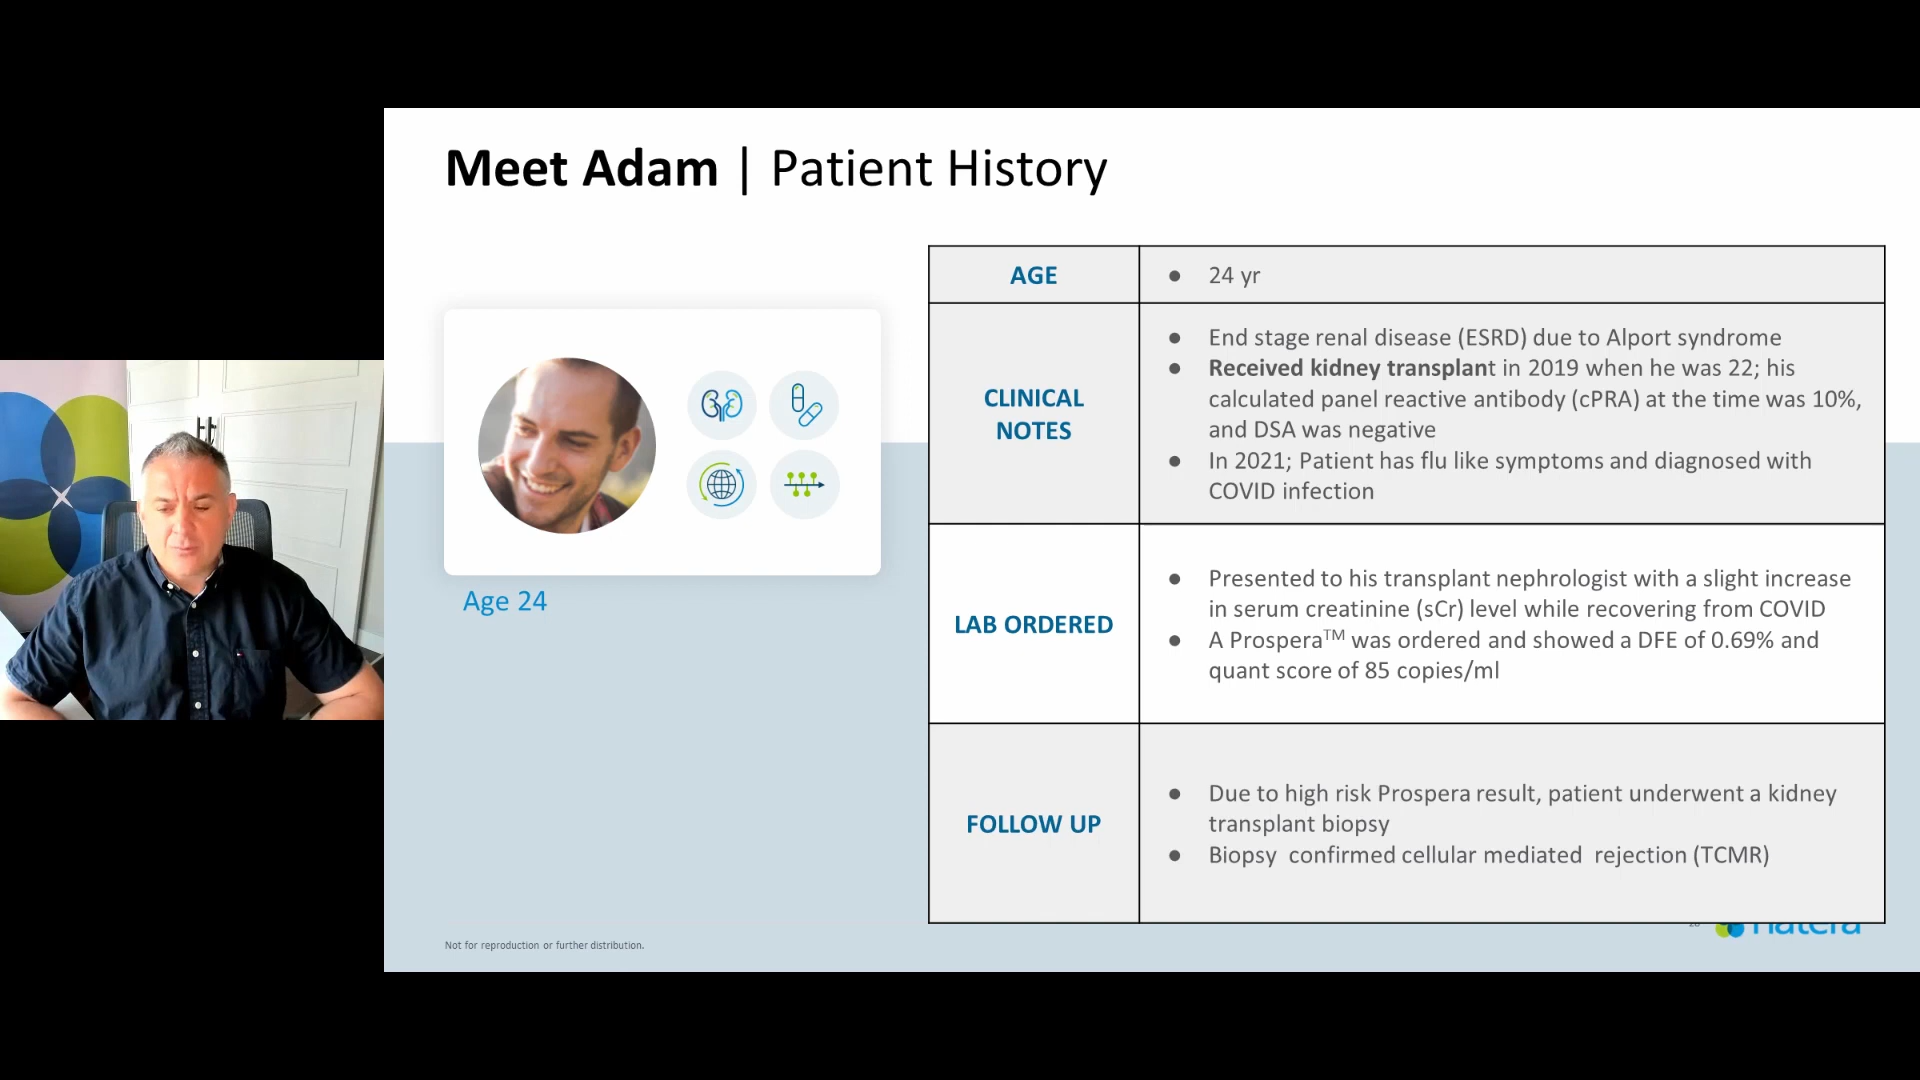 Meet Adam | Patient History
Age 24
AGE
● 24 yr
CLINICAL
NOTES
● End stage renal disease (ESRD) due to Alport syndrome
● Received kidney transplant in 2019 when he was 22; his
calculated panel reactive antibody (cPRA) at the time was 10%,
and DSA was negative
● In 2021; Patient has flu like symptoms and diagnosed with
COVID infection
LAB ORDERED
● Presented to his transplant nephrologist with a slight increase
in serum creatinine (sCr) level while recovering from COVID
● A Prospera™ was ordered and showed a DFE of 0.69% and
quant score of 85 copies/ml
FOLLOW UP
● Due to high risk Prospera result, patient underwent a kidney
transplant biopsy
● Biopsy confirmed cellular mediated rejection (TCMR)
Not for reproduction or further distribution.
natera